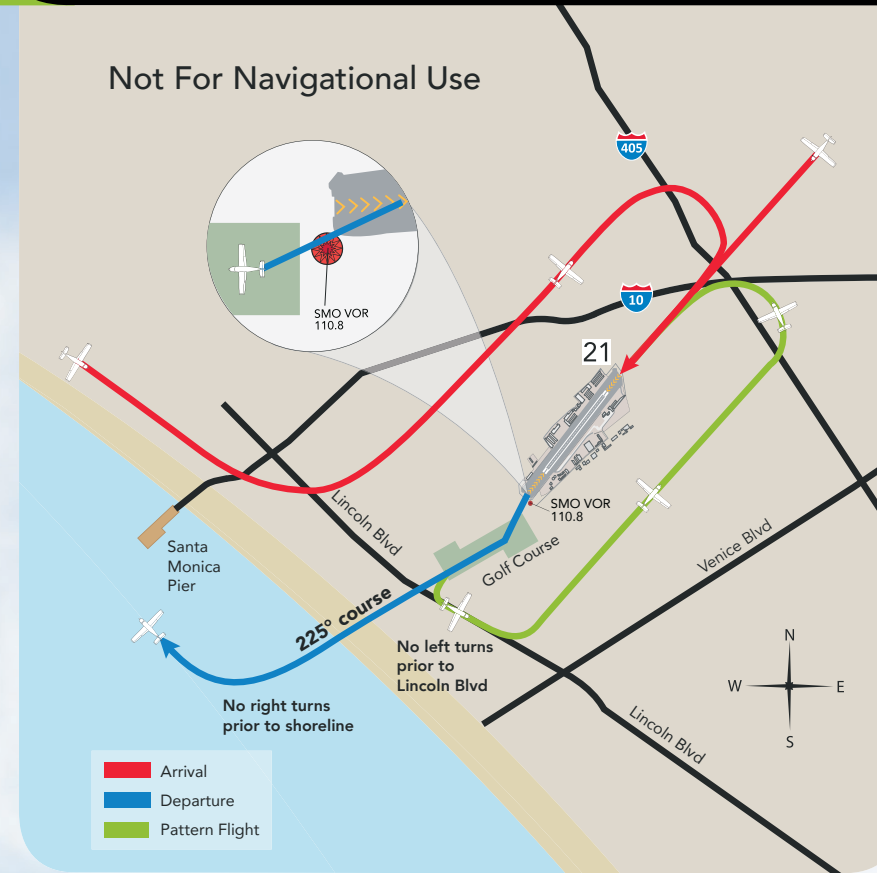 Not For Navigational Use
405
SMO VOR
110.8
10
21
SMO VOR
110.8
Lincoln Blvd
Santa
Monica
Pier
Golf Course
Venice Blvd
225° course
No left turns
prior to
Lincoln Blvd
No right turns
prior to shoreline
N
W
E
S
Lincoln Blvd
Arrival
Departure
Pattern Flight